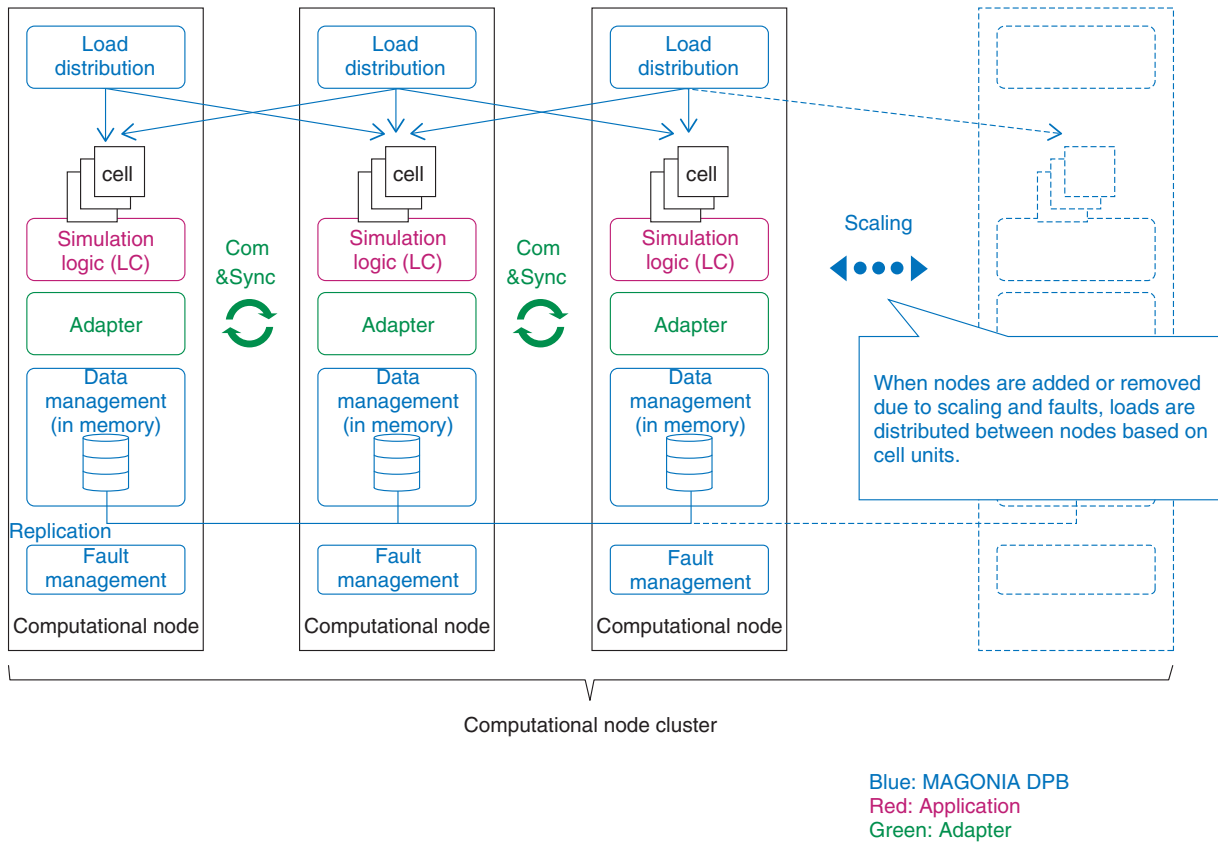 Load
distribution
Load
distribution
Load
distribution
cell
cell
cell
Simulation
logic (LC)
Simulation
logic (LC)
Simulation
logic (LC)
Com
&Sync
Com
&Sync
Scaling
Adapter
Adapter
Adapter
When nodes are added or removed
due to scaling and faults, loads are
distributed between nodes based on
cell units.
Data
management
(in memory)
Data
management
(in memory)
Data
management
(in memory)
Replication
Fault
management
Fault
management
Fault
management
Computational node
Computational node
Computational node
Computational node cluster
Blue: MAGONIA DPB
Red: Application
Green: Adapter